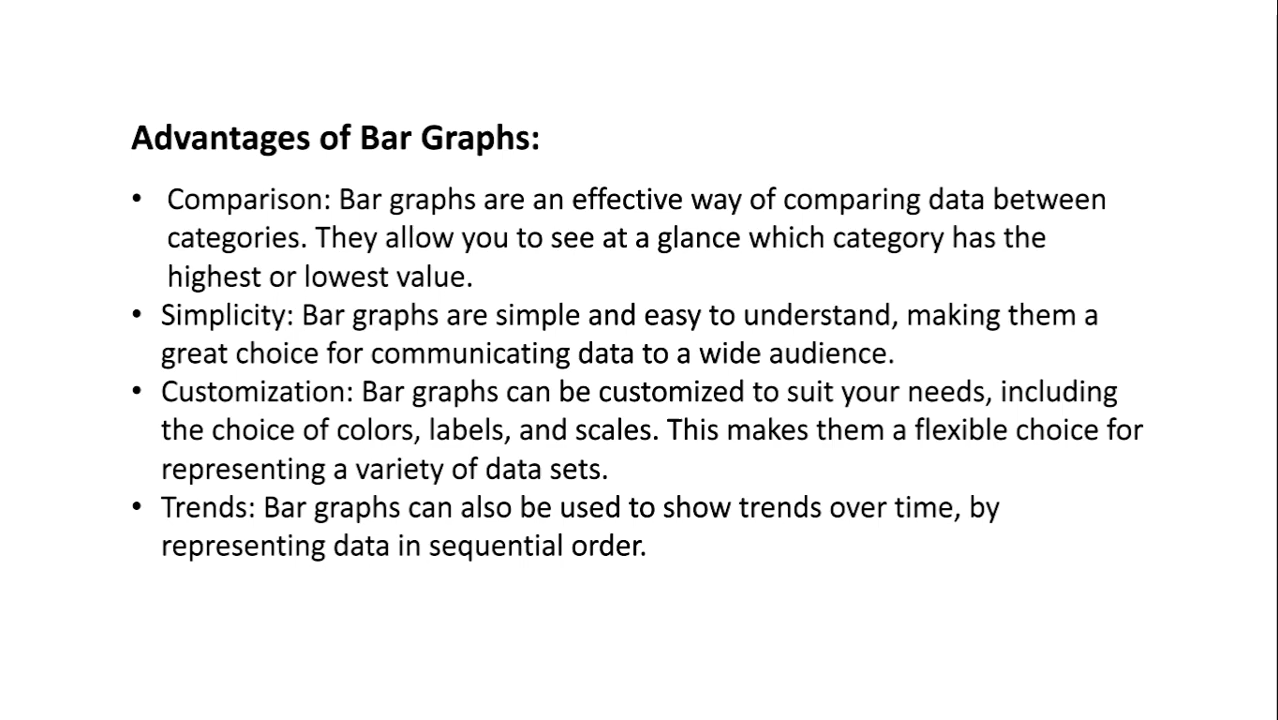 Advantages of Bar Graphs:
• Comparison: Bar graphs are an effective way of comparing data between
categories. They allow you to see at a glance which category has the
highest or lowest value.
• Simplicity: Bar graphs are simple and easy to understand, making them a
great choice for communicating data to a wide audience.
• Customization: Bar graphs can be customized to suit your needs, including
the choice of colors, labels, and scales. This makes them a flexible choice for
representing a variety of data sets.
• Trends: Bar graphs can also be used to show trends over time, by
representing data in sequential order.